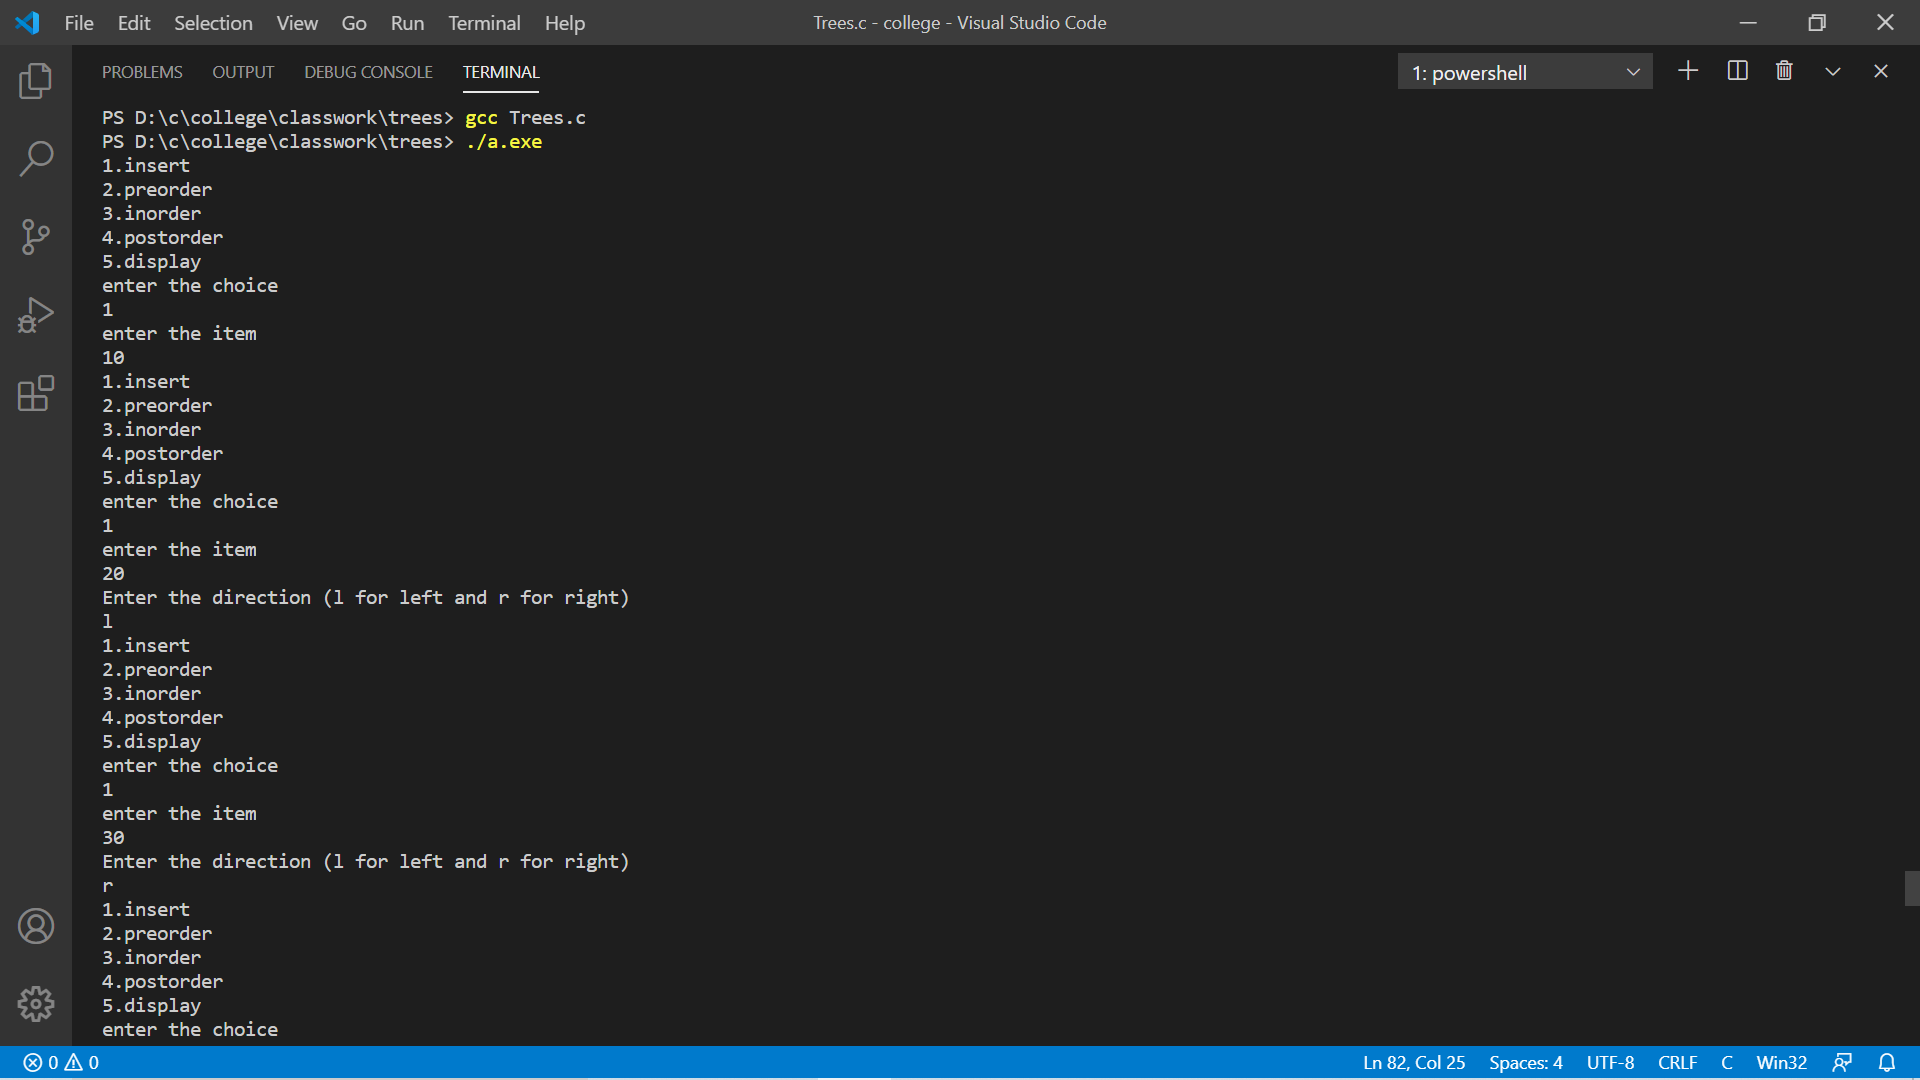 File Edit Selection View Go Run Terminal Help Trees.c - college - Visual Studio Code
PROBLEMS OUTPUT DEBUG CONSOLE TERMINAL 1: powershell
PS D:\c\college\classwork\trees> gcc Trees.c
PS D:\c\college\classwork\trees> ./a.exe
1.insert
2.preorder
3.inorder
4.postorder
5.display
enter the choice
1
enter the item
10
1.insert
2.preorder
3.inorder
4.postorder
5.display
enter the choice
1
enter the item
20
Enter the direction (l for left and r for right)
l
1.insert
2.preorder
3.inorder
4.postorder
5.display
enter the choice
1
enter the item
30
Enter the direction (l for left and r for right)
r
1.insert
2.preorder
3.inorder
4.postorder
5.display
enter the choice
0 0 Ln 82, Col 25 Spaces: 4 UTF-8 CRLF C Win32